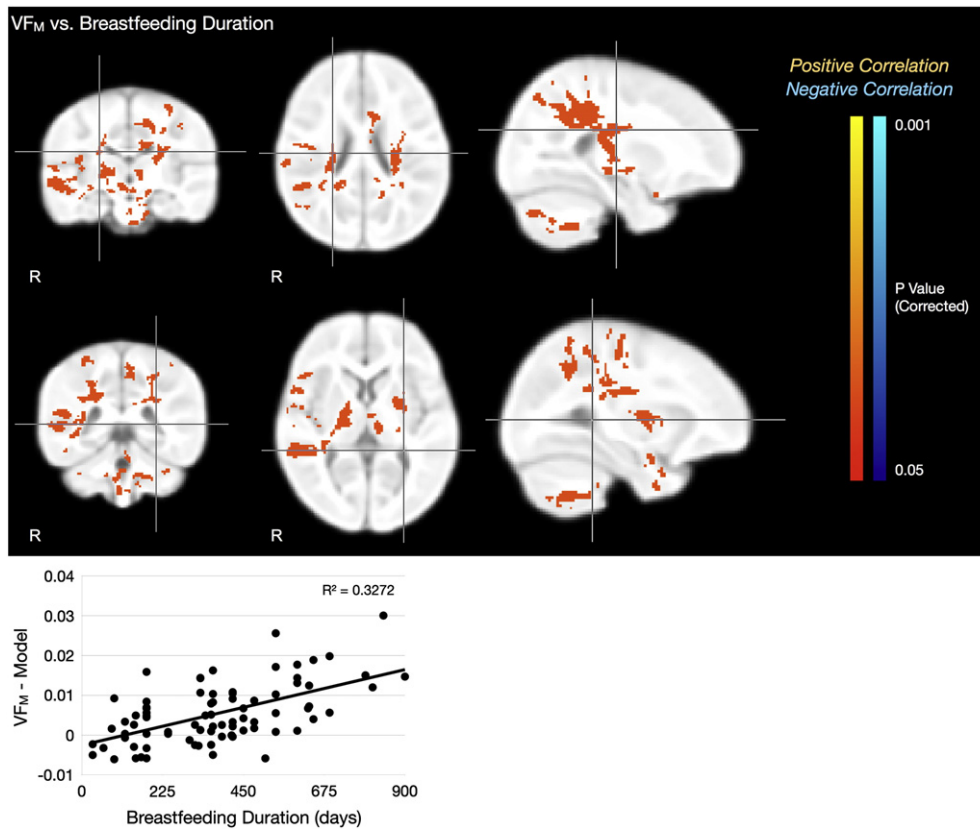 VFM vs. Breastfeeding Duration
Positive Correlation
Negative Correlation
0.001
P Value
(Corrected)
0.05
R
R
R
R
0.04
R² = 0.3272
0.03
0.02
0.01
0
-0.01
VFM - Model
0
225
450
675
900
Breastfeeding Duration (days)